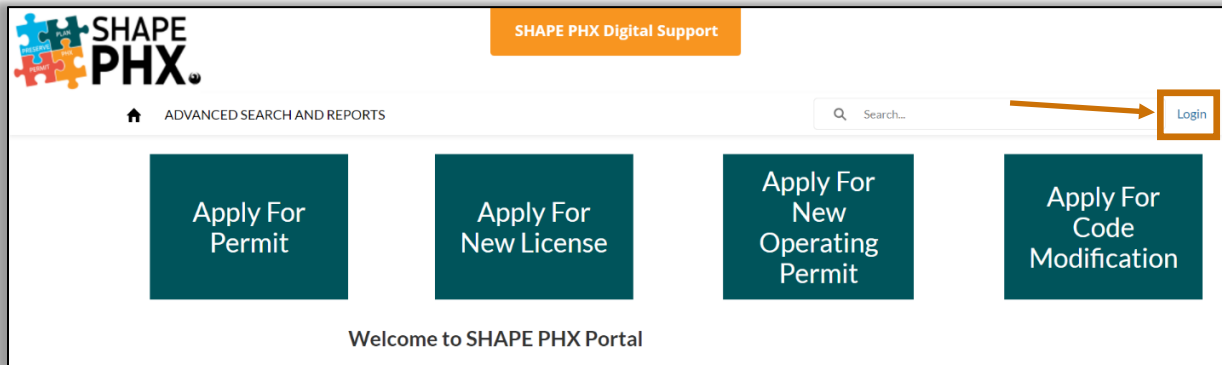 SHAPE
PHX
PLAN
PRESERVE
PHX
PERMIT
SHAPE PHX Digital Support
ADVANCED SEARCH AND REPORTS
Search...
Login
Apply For
Permit
Apply For
New License
Apply For
New
Operating
Permit
Apply For
Code
Modification
Welcome to SHAPE PHX Portal